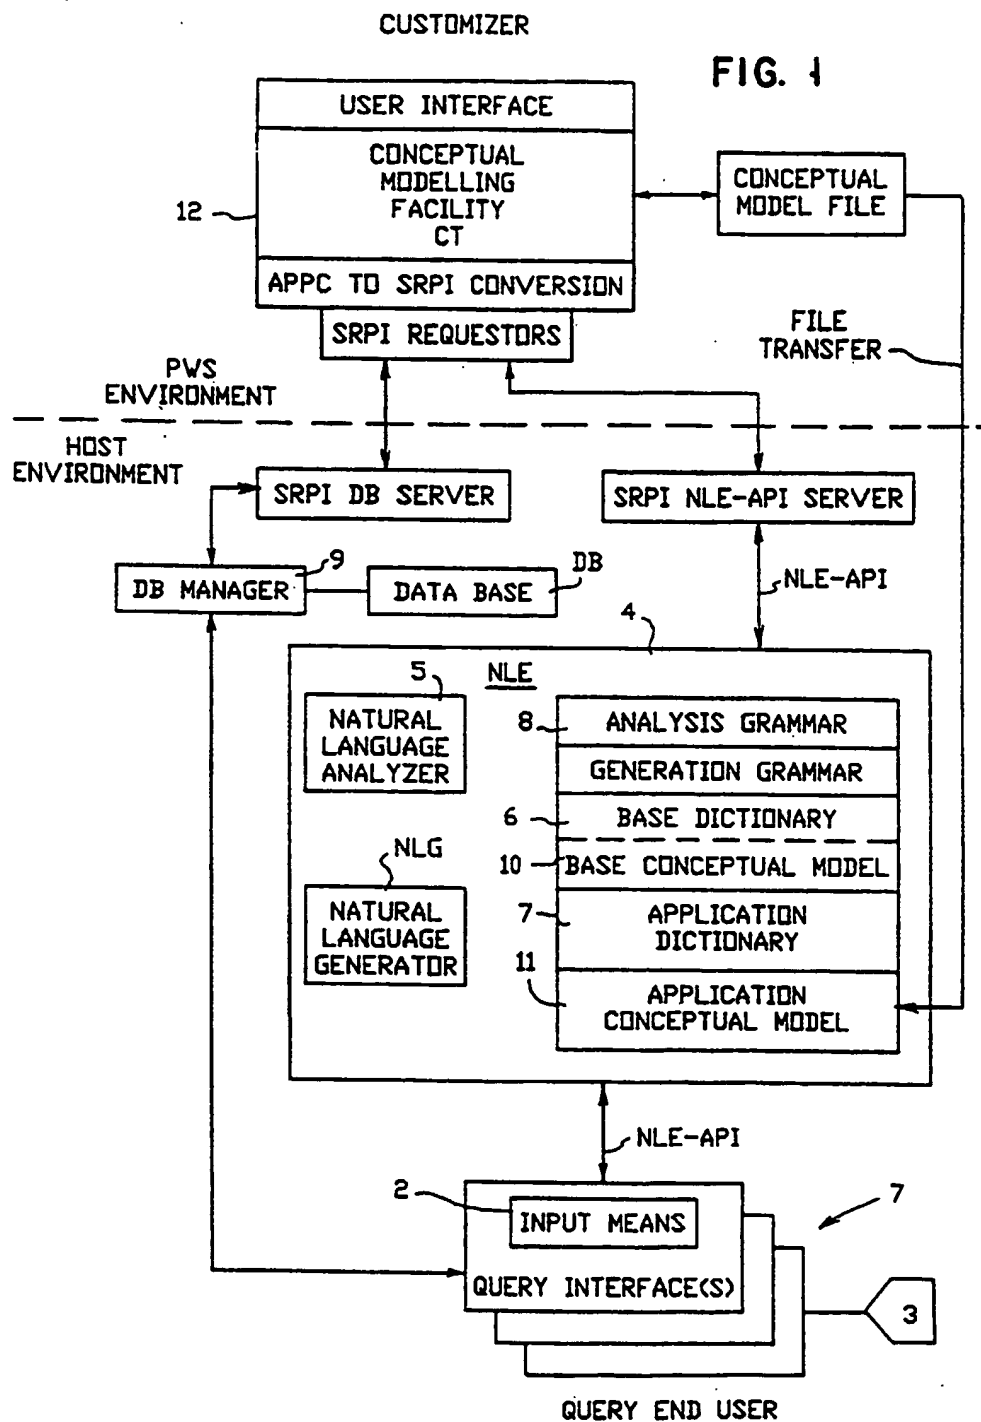 CUSTOMIZER
FIG. 1
USER INTERFACE
CONCEPTUAL
MODELLING
FACILITY
CT
12
CONCEPTUAL
MODEL FILE
APPC TO SRPI CONVERSION
SRPI REQUESTORS
FILE
TRANSFER
PWS
ENVIRONMENT
HOST
ENVIRONMENT
SRPI DB SERVER
SRPI NLE-API SERVER
9
DB MANAGER
DATA BASE
DB
NLE-API
4
5
NLE
NATURAL
LANGUAGE
ANALYZER
8
ANALYSIS GRAMMAR
GENERATION GRAMMAR
6
BASE DICTIONARY
NLG
10
BASE CONCEPTUAL MODEL
NATURAL
LANGUAGE
GENERATOR
7
APPLICATION
DICTIONARY
11
APPLICATION
CONCEPTUAL MODEL
NLE-API
2
INPUT MEANS
7
QUERY INTERFACE(S)
3
QUERY END USER